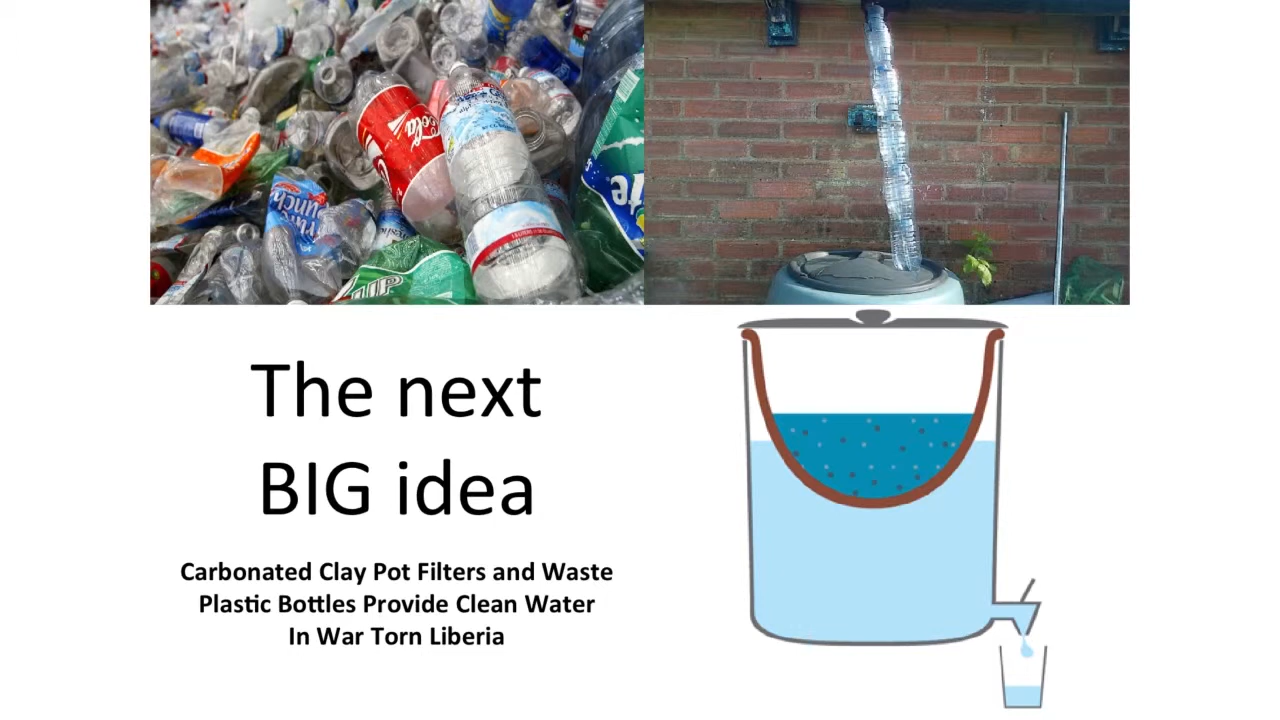 The next
BIG idea
Carbonated Clay Pot Filters and Waste
Plastic Bottles Provide Clean Water
In War Torn Liberia